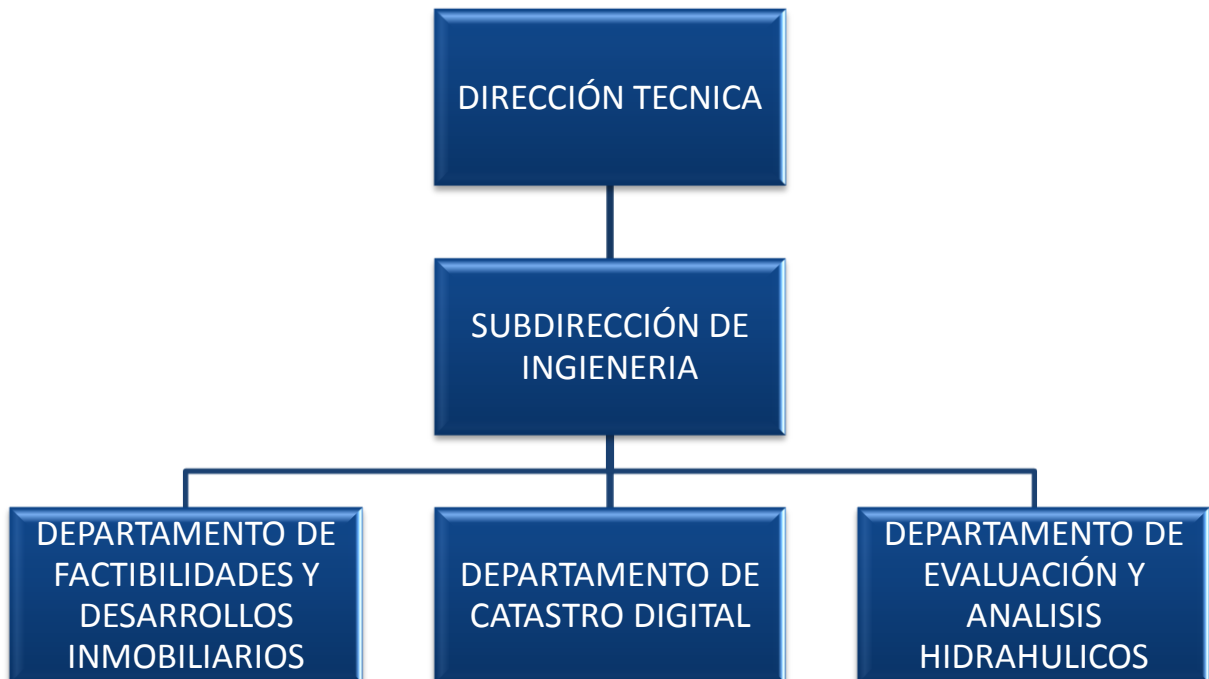 DIRECCIÓN TECNICA
SUBDIRECCIÓN DE
INGIENERIA
DEPARTAMENTO DE
FACTIBILIDADES Y
DESARROLLOS
INMOBILIARIOS
DEPARTAMENTO DE
CATASTRO DIGITAL
DEPARTAMENTO DE
EVALUACIÓN Y
ANALISIS
HIDRAHULICOS